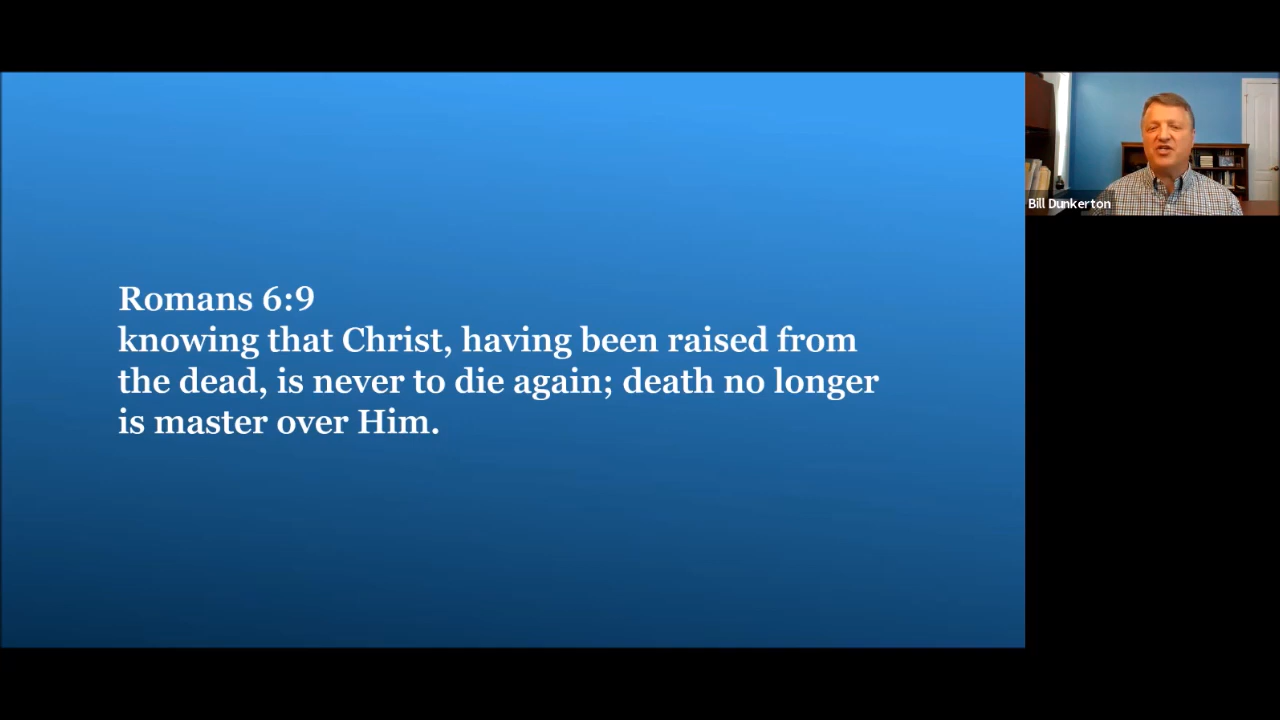 Romans 6:9
knowing that Christ, having been raised from
the dead, is never to die again; death no longer
is master over Him.
Bill Dunkerton